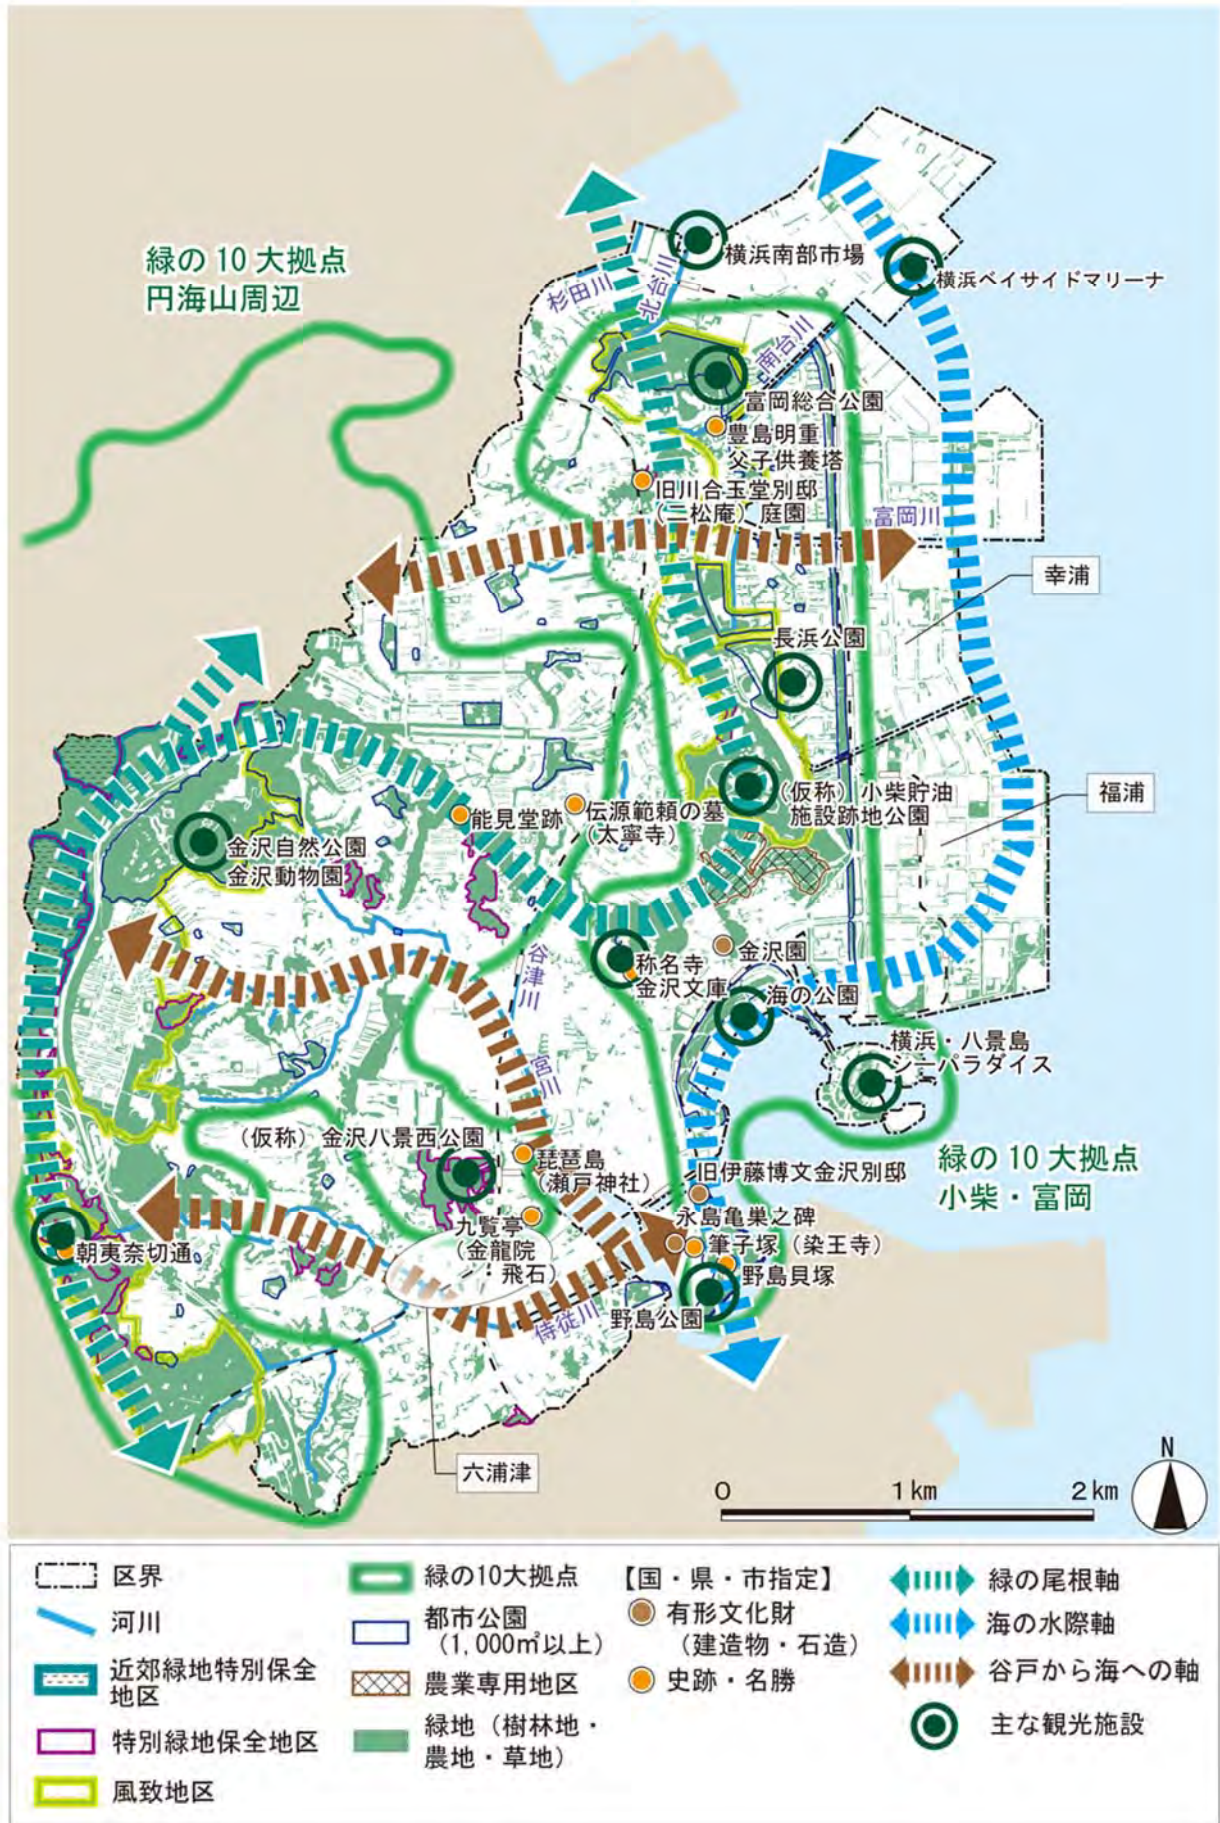 緑の10大拠点
円海山周辺
杉田川
北台川
横浜南部市場
横浜ベイサイドマリーナ
南台川
富岡総合公園
豊島明重
父子供養塔
旧川合玉堂別邸
（二松庵）庭園
富岡川
幸浦
長浜公園
（仮称）小柴貯油
施設跡地公園
福浦
能見堂跡
伝源範頼の墓
（太寧寺）
金沢自然公園
金沢動物園
谷津川
称名寺
金沢文庫
金沢園
海の公園
横浜・八景島
シーパラダイス
宮川
（仮称）金沢八景西公園
琵琶島
（瀬戸神社）
緑の10大拠点
小柴・富岡
旧伊藤博文金沢別邸
九覧亭
（金龍院
・飛石）
永島亀巣之碑
筆子塚（染王寺）
野島貝塚
朝夷奈切通
侍従川
野島公園
六浦津
N
0 1km 2km
区界
河川
近郊緑地特別保全
地区
特別緑地保全地区
風致地区
緑の10大拠点
都市公園
（1,000㎡以上）
農業専用地区
緑地（樹林地・
農地・草地）
【国・県・市指定】
有形文化財
（建造物・石造）
史跡・名勝
緑の尾根軸
海の水際軸
谷戸から海への軸
主な観光施設